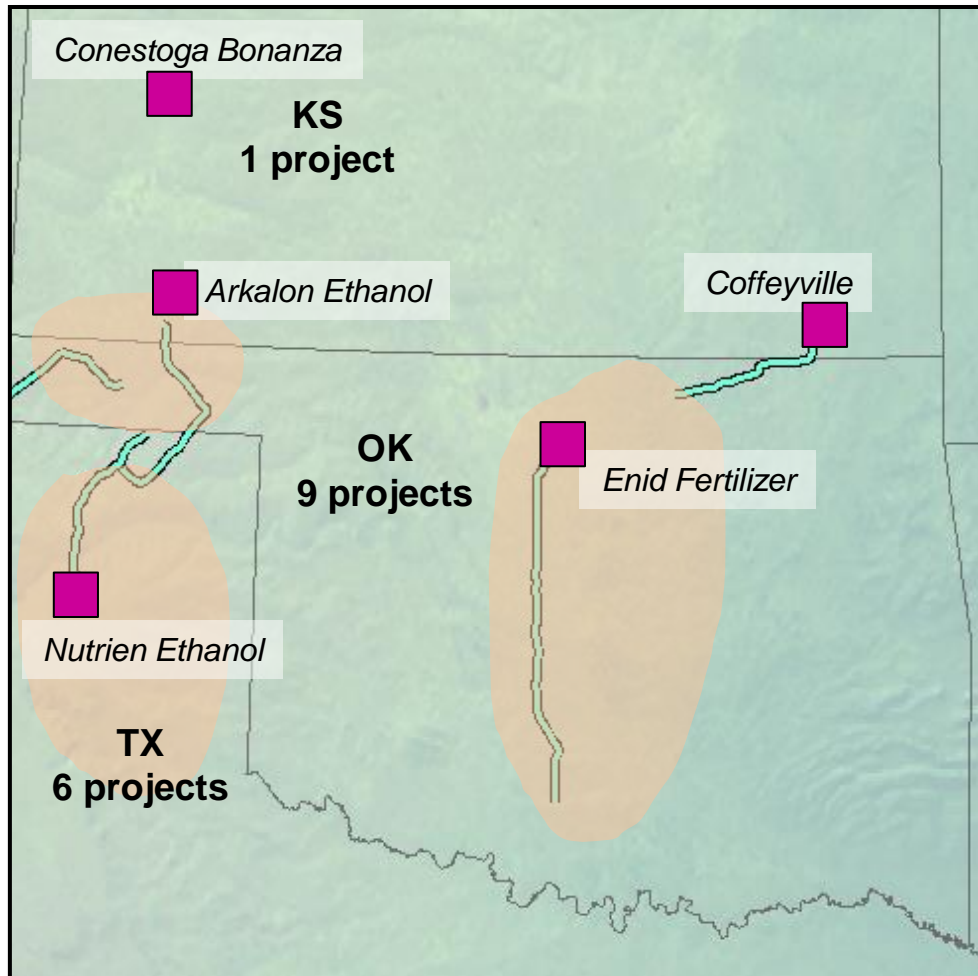 Conestoga Bonanza
KS
1 project
Arkalon Ethanol
Coffeyville
OK
9 projects
Enid Fertilizer
Nutrien Ethanol
TX
6 projects